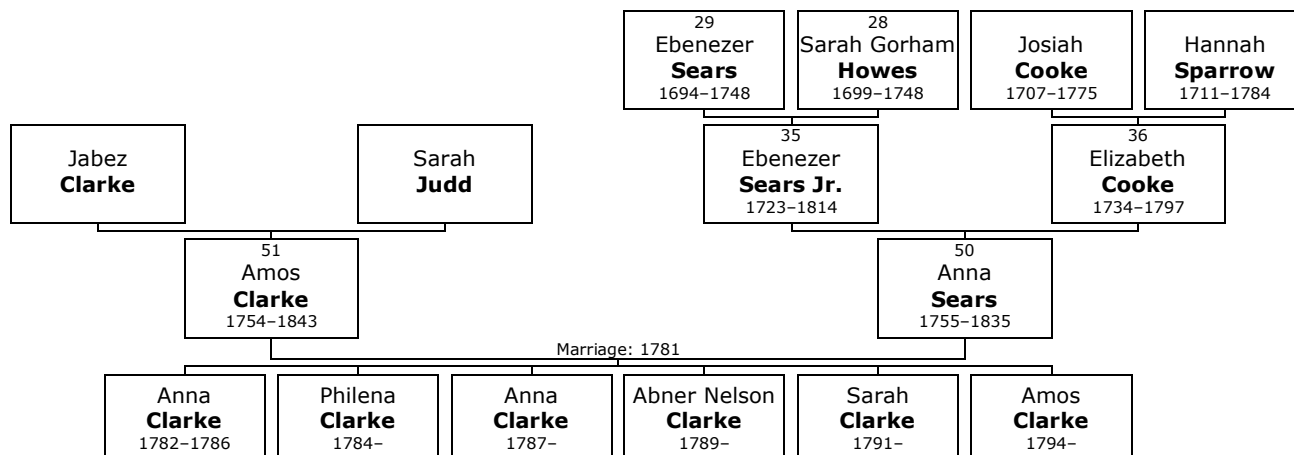 29
Ebenezer
Sears
1694–1748
28
Sarah Gorham
Howes
1699–1748
Josiah
Cooke
1707–1775
Hannah
Sparrow
1711–1784
Jabez
Clarke
Sarah
Judd
35
Ebenezer
Sears Jr.
1723–1814
36
Elizabeth
Cooke
1734–1797
51
Amos
Clarke
1754–1843
50
Anna
Sears
1755–1835
Marriage: 1781
Anna
Clarke
1782–1786
Philena
Clarke
1784–
Anna
Clarke
1787–
Abner Nelson
Clarke
1789–
Sarah
Clarke
1791–
Amos
Clarke
1794–